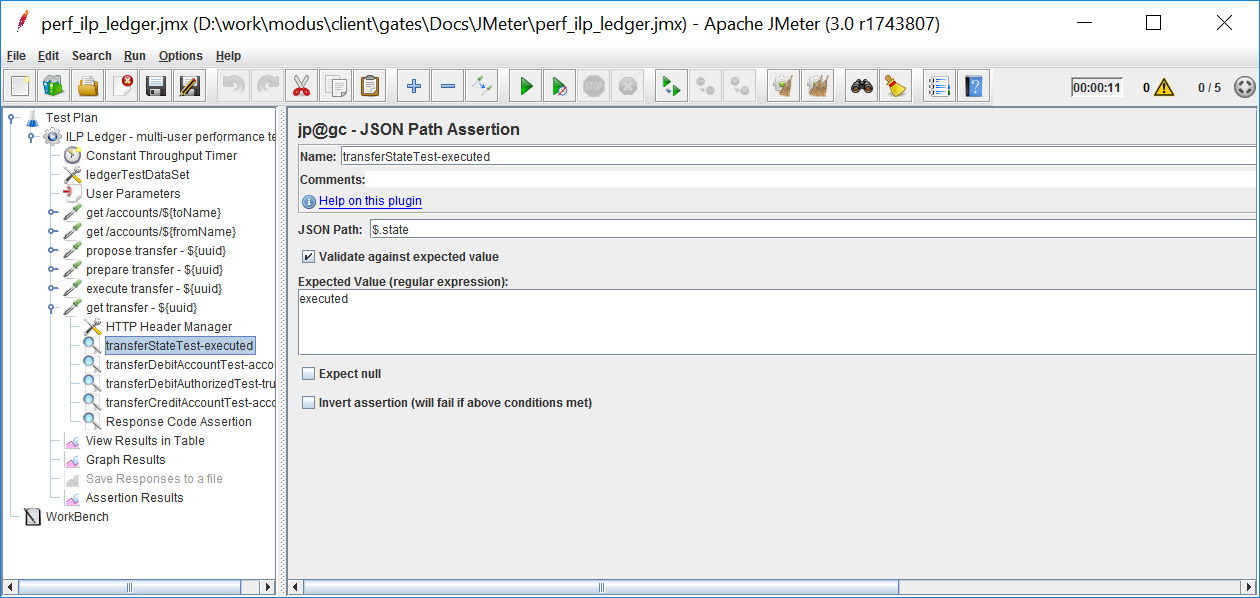 perf_ilp_ledger.jmx (D:\work\modus\client\gates\Docs\JMeter\perf_ilp_ledger.jmx) - Apache JMeter (3.0 r1743807)
File Edit Search Run Options Help
STOP ? 00:00:11 0 0 / 5
Test Plan
ILP Ledger - multi-user performance te
Constant Throughput Timer
ledgerTestDataSet
User Parameters
get /accounts/${toName}
get /accounts/${fromName}
propose transfer - ${uuid}
prepare transfer - ${uuid}
execute transfer - ${uuid}
get transfer - ${uuid}
HTTP Header Manager
transferStateTest-executed
transferDebitAccountTest-acco
transferDebitAuthorizedTest-tru
transferCreditAccountTest-acco
Response Code Assertion
View Results in Table
Graph Results
Save Responses to a file
Assertion Results
WorkBench
jp@gc - JSON Path Assertion
Name: transferStateTest-executed
Comments:
Help on this plugin
JSON Path: $.state
Validate against expected value
Expected Value (regular expression):
executed
Expect null
Invert assertion (will fail if above conditions met)